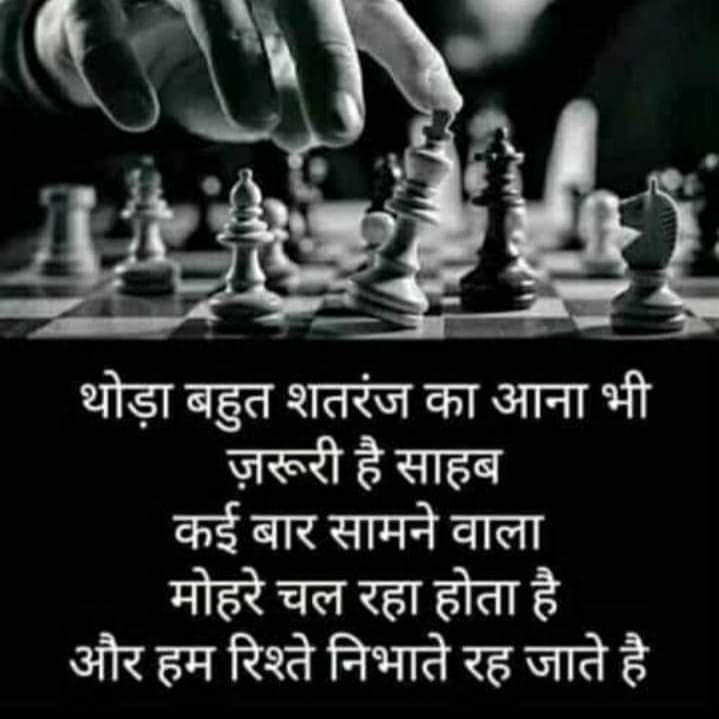 थोड़ा बहुत शतरंज का आना भी
ज़रूरी है साहब
कई बार सामने वाला
मोहरे चल रहा होता है
और हम रिश्ते निभाते रह जाते है